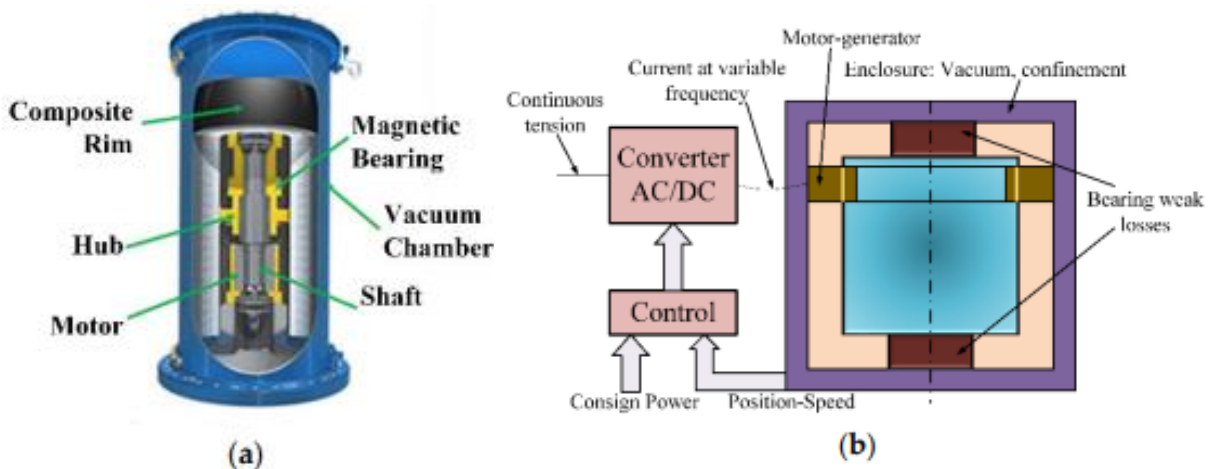 Composite
Rim
Magnetic
Bearing
Vacuum
Chamber
Hub
Shaft
Motor
(a)
Motor-generator
Enclosure: Vacuum, confinement
Current at variable
frequency
Continuous
tension
Converter
AC/DC
Bearing weak
losses
Control
Consign Power
Position-Speed
(b)